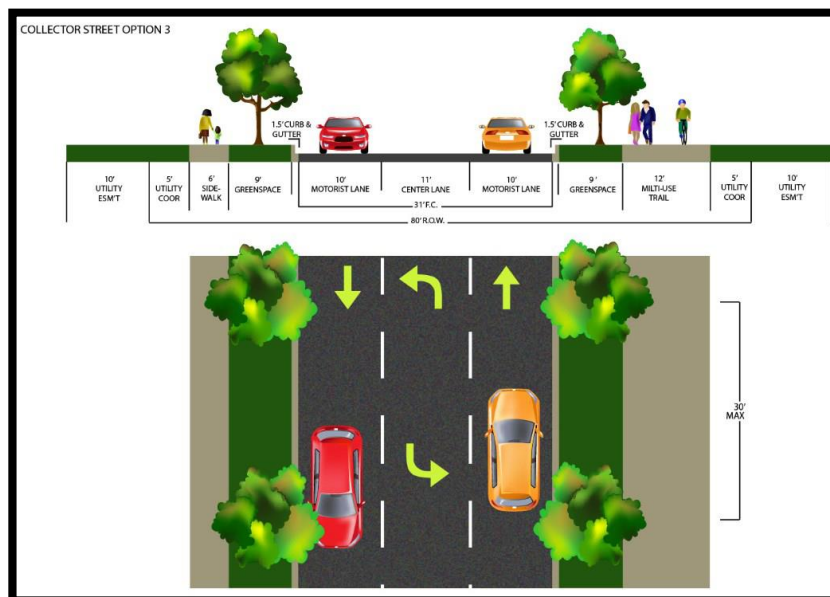 COLLECTOR STREET OPTION 3
1.5' CURB &
GUTTER
1.5' CURB &
GUTTER
10'
UTILITY
ESM'T
5'
UTILITY
COOR
6'
SIDE-
WALK
9'
GREENSPACE
10'
MOTORIST LANE
11'
CENTER LANE
10'
MOTORIST LANE
9'
GREENSPACE
12'
MILTI-USE
TRAIL
5'
UTILITY
COOR
10'
UTILITY
ESM'T
31' F.C.
80' R.O.W.
30'
MAX